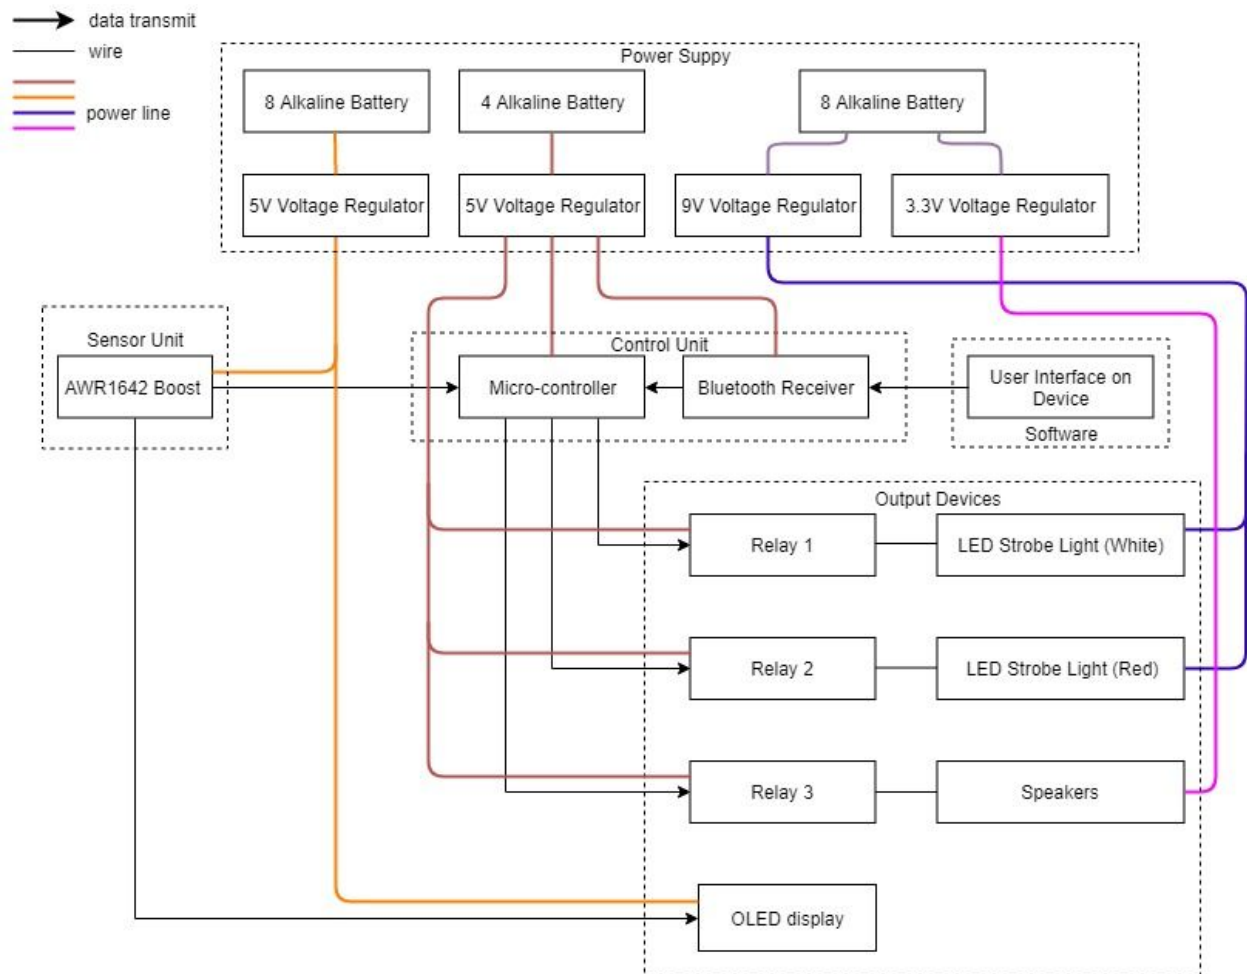 data transmit
wire
power line
Power Suppy
8 Alkaline Battery
4 Alkaline Battery
8 Alkaline Battery
5V Voltage Regulator
5V Voltage Regulator
9V Voltage Regulator
3.3V Voltage Regulator
Sensor Unit
AWR1642 Boost
Control Unit
Micro-controller
Bluetooth Receiver
User Interface on
Device
Software
Output Devices
Relay 1
LED Strobe Light (White)
Relay 2
LED Strobe Light (Red)
Relay 3
Speakers
OLED display